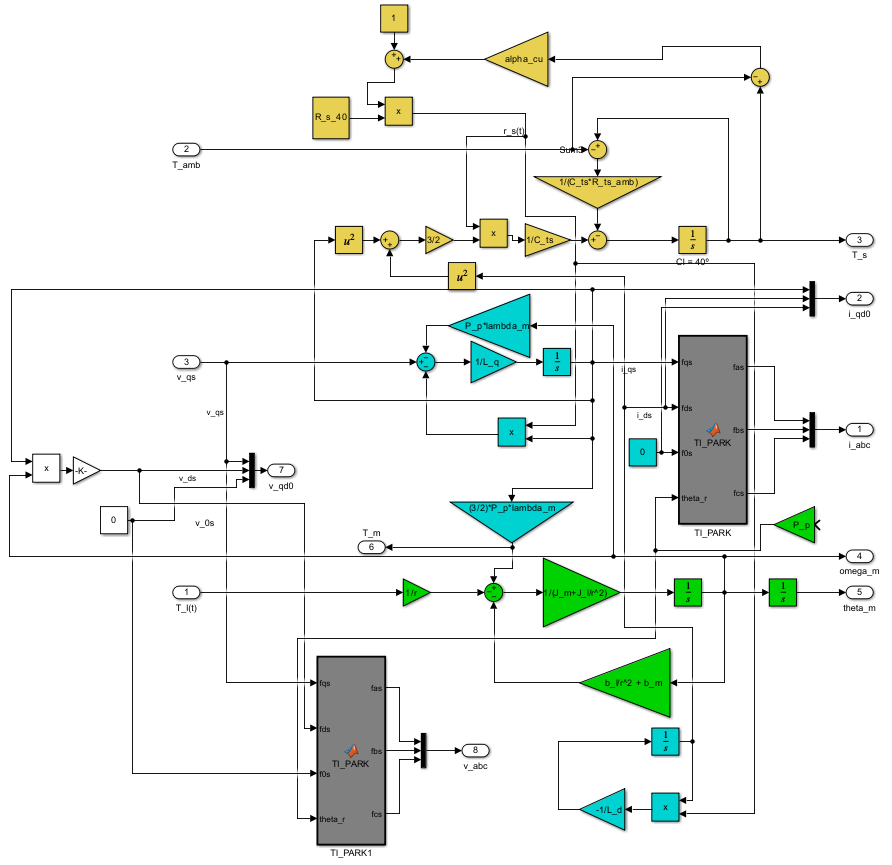 1
alpha_cu
R_s_40
x
r_s(t)
2
T_amb
Sum3
1/(C_ts*R_ts_amb)
u²
3/2
x
1/C_ts
1/s
CI = 40º
3
T_s
u²
2
i_qd0
P_p*lambda_m
3
v_qs
1/L_q
1/s
i_qs
fqs
fas
v_qs
i_ds
fds
fbs
1
i_abc
x
TI_PARK
x
-K-
v_ds
7
v_qd0
0
f0s
theta_r
fcs
0
v_0s
(3/2)*P_p*lambda_m
TI_PARK
P_p
T_m
6
4
omega_m
1
T_l(t)
1/r
1/(J_m+J_l/r^2)
1/s
1/s
5
theta_m
b_l/r^2 + b_m
fqs
fas
fds
TI_PARK
fbs
f0s
8
v_abc
theta_r
fcs
TI_PARK1
1/s
-1/L_d
x